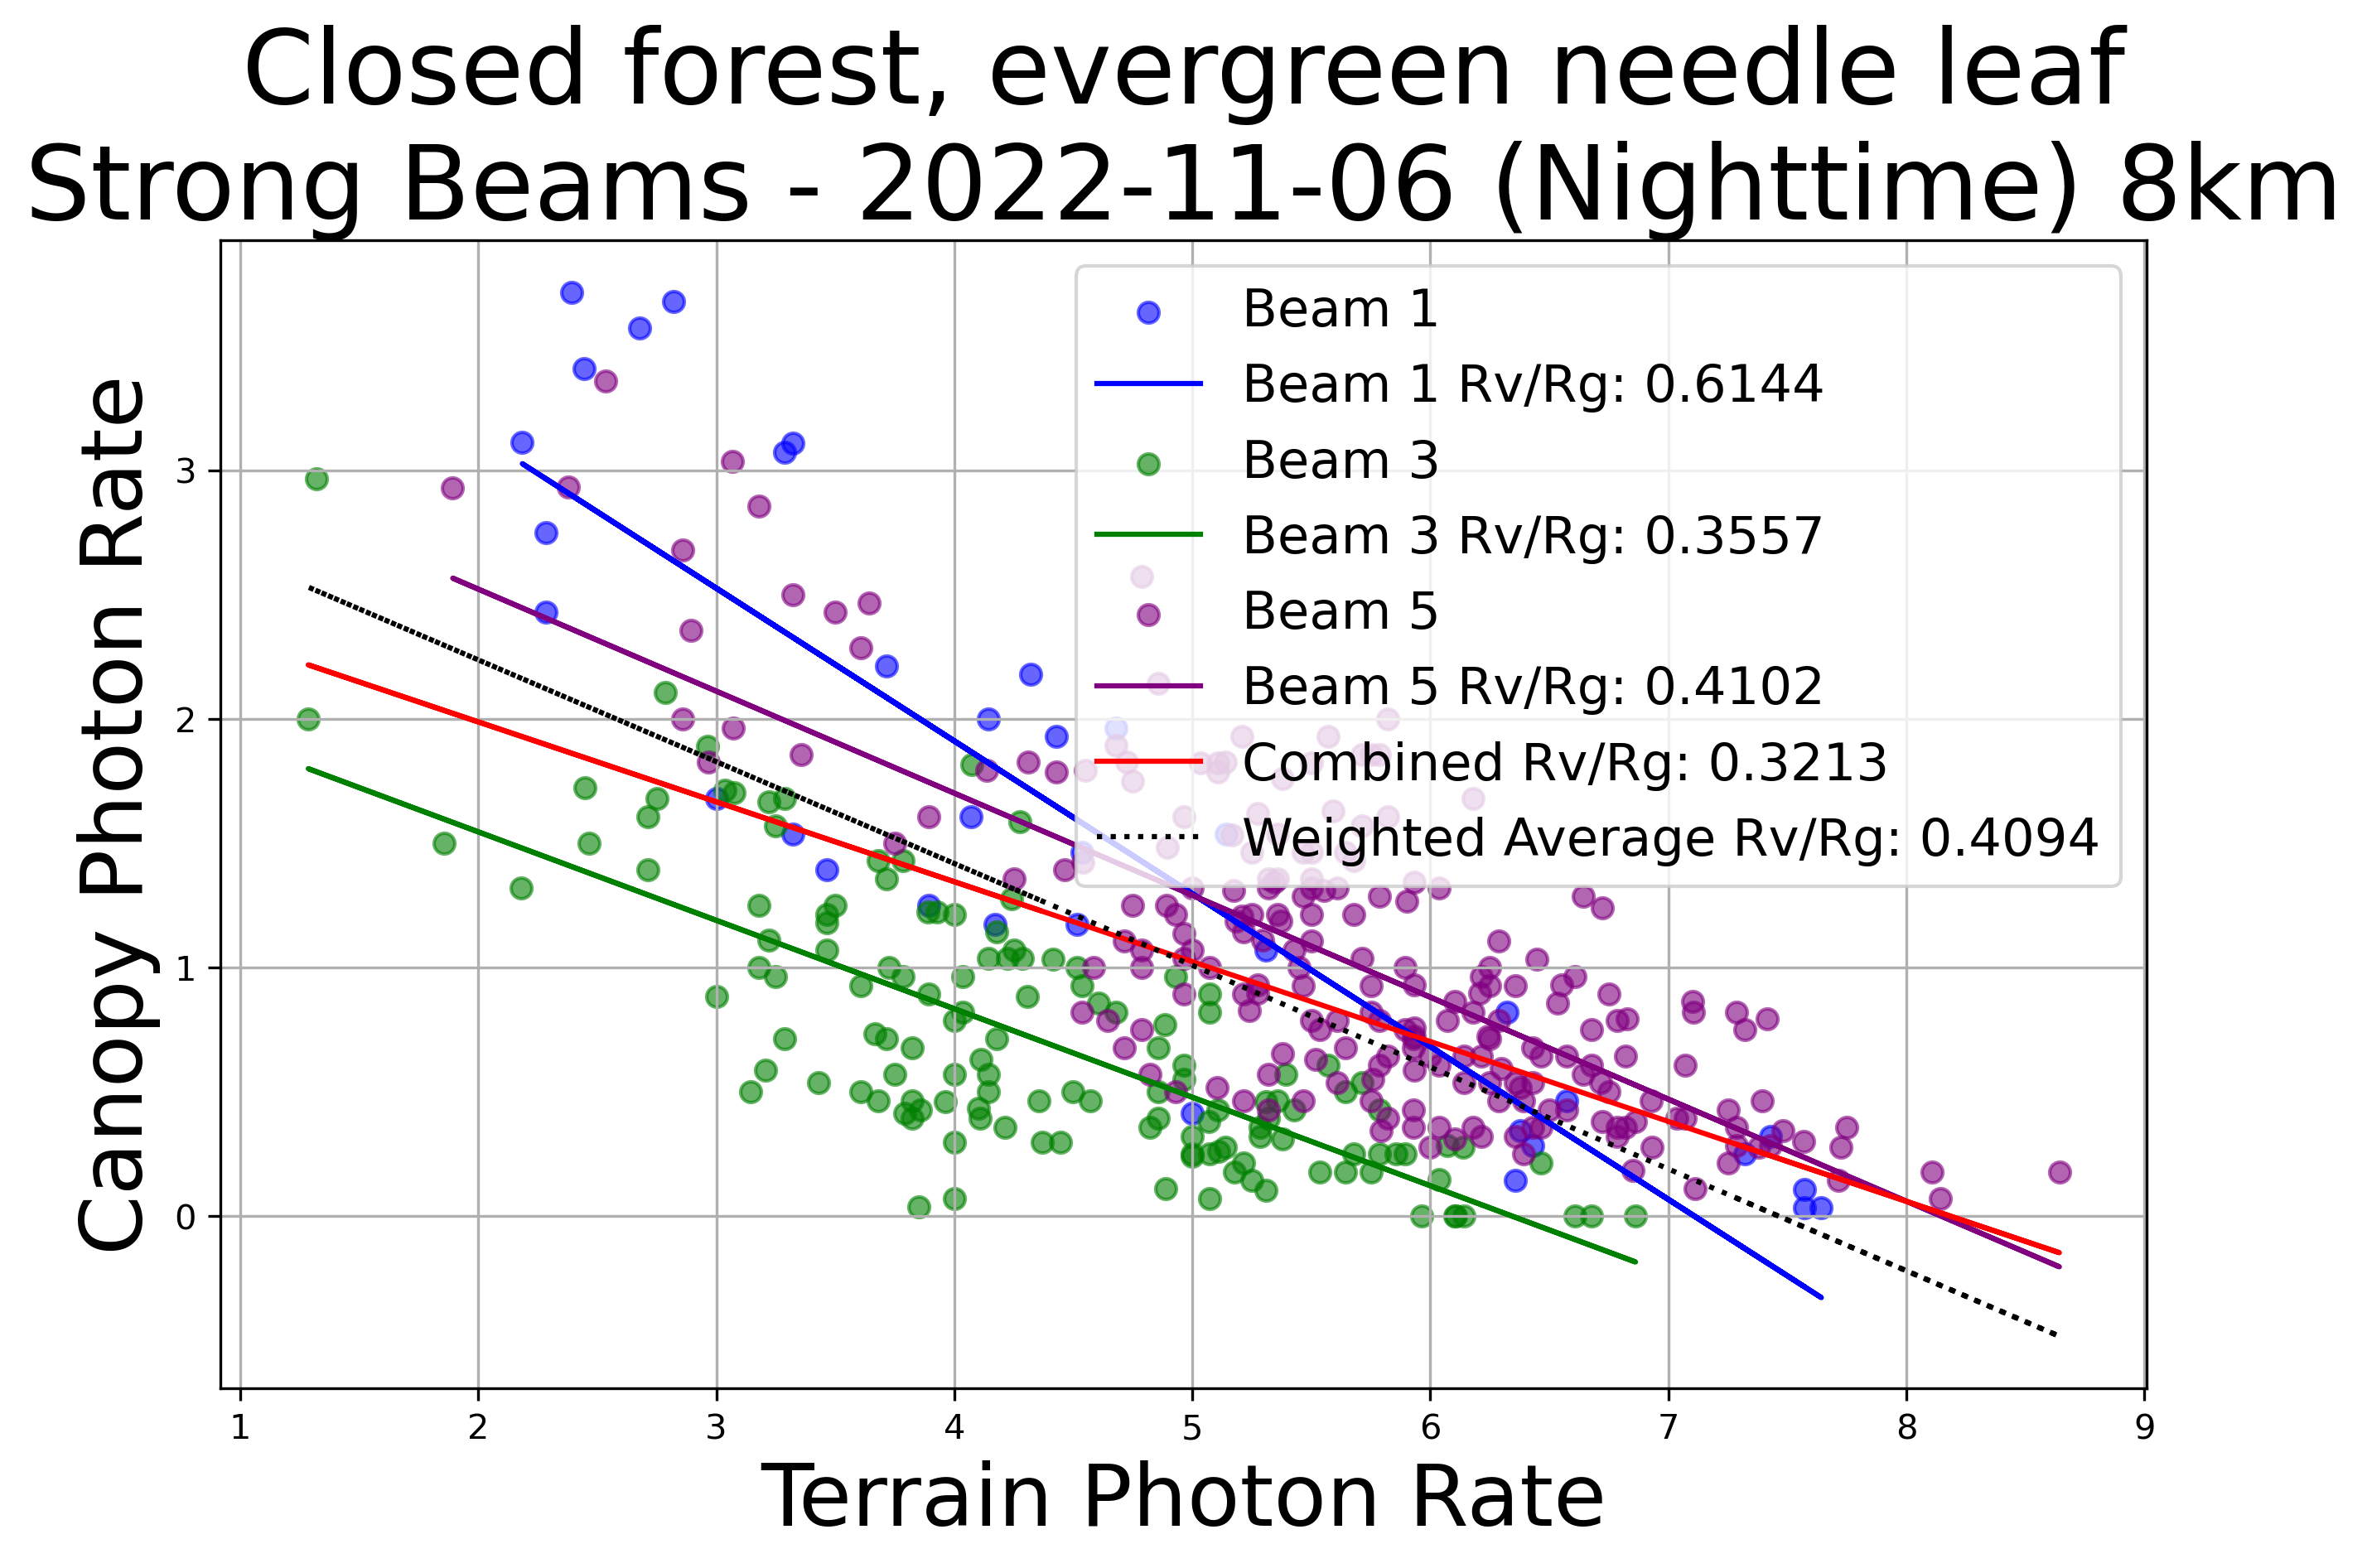 Closed forest, evergreen needle leaf
Strong Beams - 2022-11-06 (Nighttime) 8km
Beam 1
Beam 1 Rv/Rg: 0.6144
Beam 3
Beam 3 Rv/Rg: 0.3557
Beam 5
Beam 5 Rv/Rg: 0.4102
Combined Rv/Rg: 0.3213
Weighted Average Rv/Rg: 0.4094
Canopy Photon Rate
3
2
1
0
1 2 3 4 5 6 7 8 9
Terrain Photon Rate